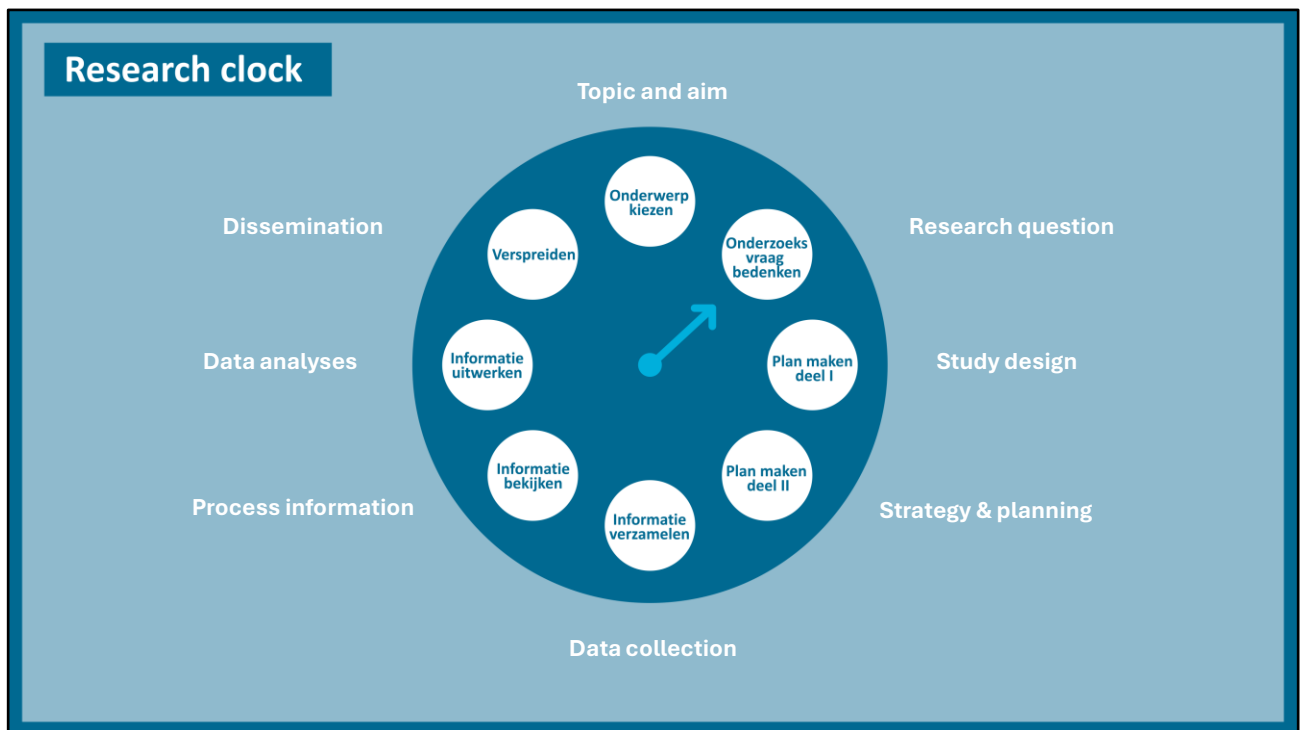 Research clock
Topic and aim
Onderwerp
kiezen
Dissemination
Verspreiden
Onderzoeks
vraag
bedenken
Research question
Data analyses
Informatie
uitwerken
Plan maken
deel I
Study design
Process information
Informatie
bekijken
Plan maken
deel II
Strategy & planning
Informatie
verzamelen
Data collection